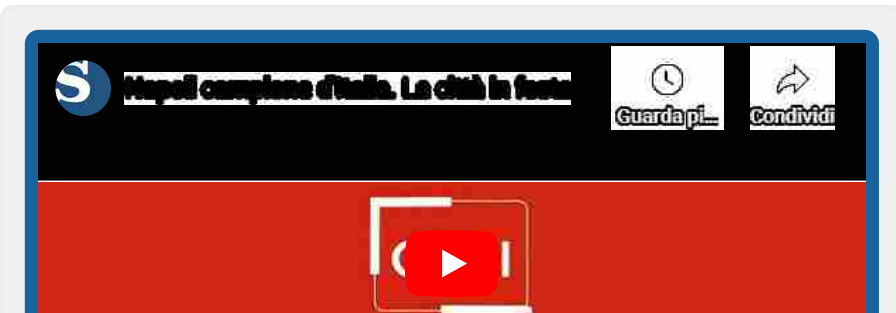 S
Napoli campione d'Italia. La città in festa
Guarda pi...
Condividi